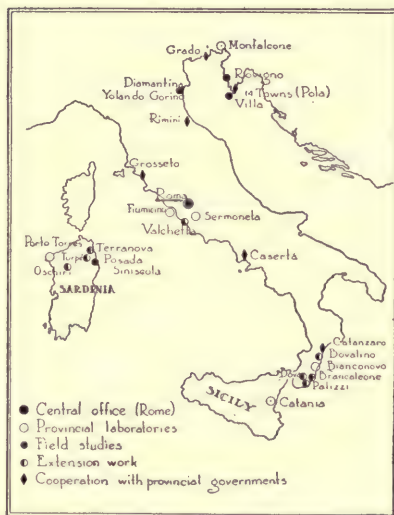 Grado
Monfalcone
Rovigno
Diamantina
Yolando Gorino
14 Towns (Pola)
Villa
Rimini
Grosseto
Roma
Fiumicino
Sermoneta
Valchetta
Caserta
Porto Torres
Terranova
Turpé
Posada
Oschiri
Siniscola
SARDINIA
Catanzaro
Bovalino
Bianconovo
Brancaleone
Palizzi
SICILY
Catania
Central office (Rome)
Provincial laboratories
Field studies
Extension work
Cooperation with provincial governments